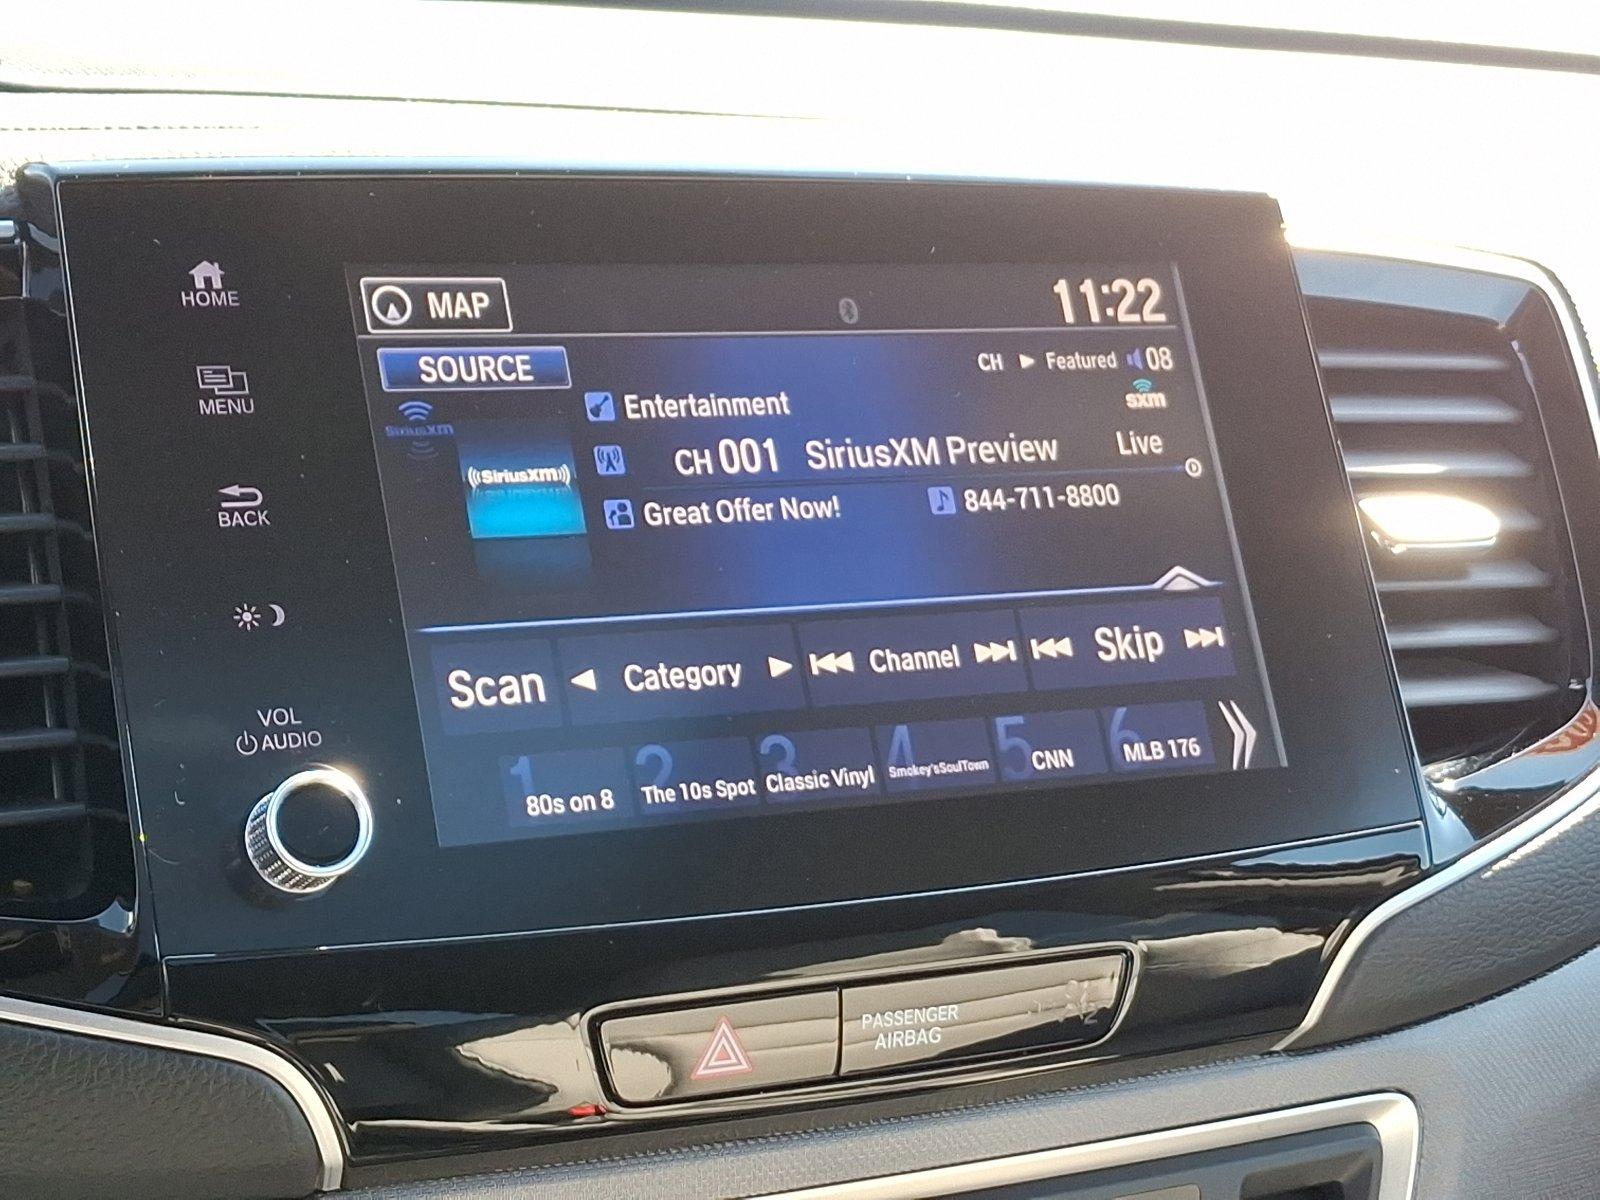 HOME
MENU
BACK
VOL
AUDIO
MAP
11:22
SOURCE
CH ► Featured 08
SiriusXM
sxm
Entertainment
((SiriusXM))
CH 001 SiriusXM Preview Live
Great Offer Now! 844-711-8800
Scan ◄ Category ► Channel Skip
1 80s on 8
2 The 10s Spot
3 Classic Vinyl
4 Smokey'sSoulTown
5 CNN
6 MLB 176
PASSENGER
AIRBAG